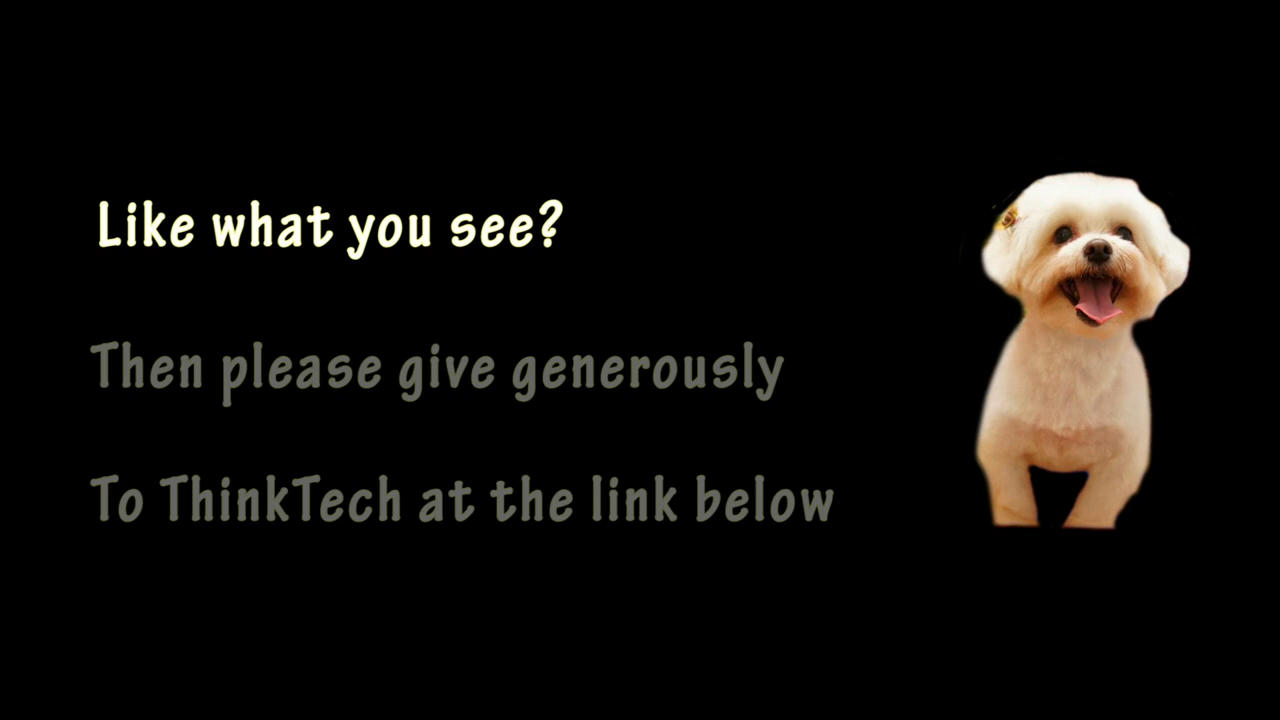 Like what you see?
Then please give generously
To ThinkTech at the link below